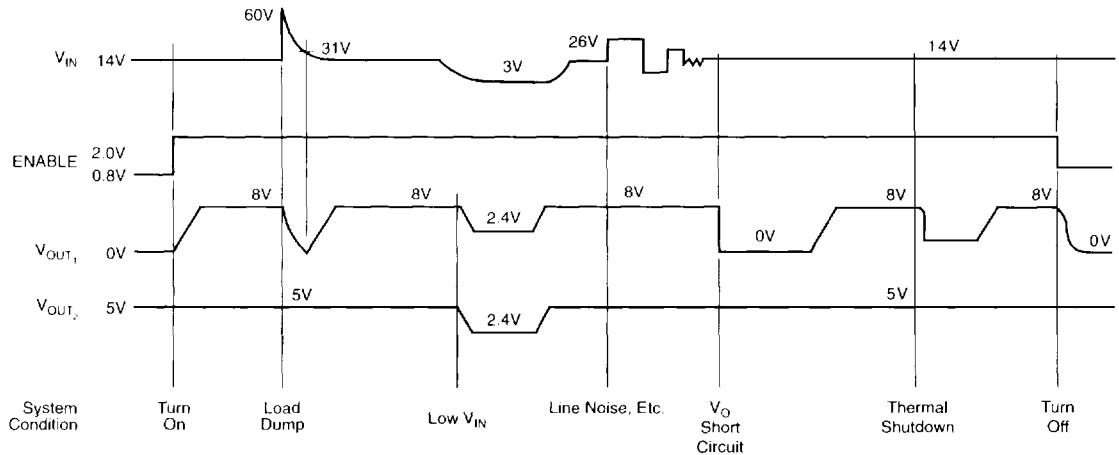 60V
V_IN 14V 31V 3V 26V 14V
ENABLE 2.0V
0.8V
8V 8V 2.4V 8V 0V 8V 8V
V_OUT1 0V 0V
V_OUT2 5V 5V 2.4V 5V
System Condition
Turn On
Load Dump
Low V_IN
Line Noise, Etc.
V_O Short Circuit
Thermal Shutdown
Turn Off